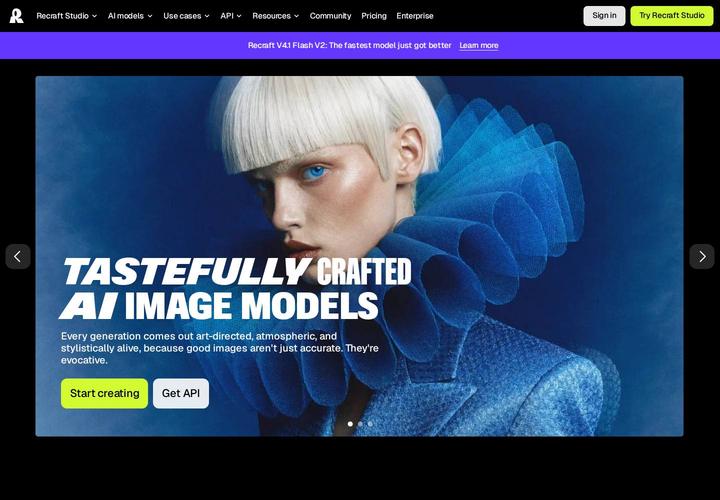 Recraft Studio AI models Use cases API Resources Community Pricing Enterprise Sign in Try Recraft Studio
Recraft V4.1 Flash V2: The fastest model just got better Learn more
TASTEFULLY CRAFTED
AI IMAGE MODELS
Every generation comes out art-directed, atmospheric, and
stylistically alive, because good images aren't just accurate. They're
evocative.
Start creating Get API